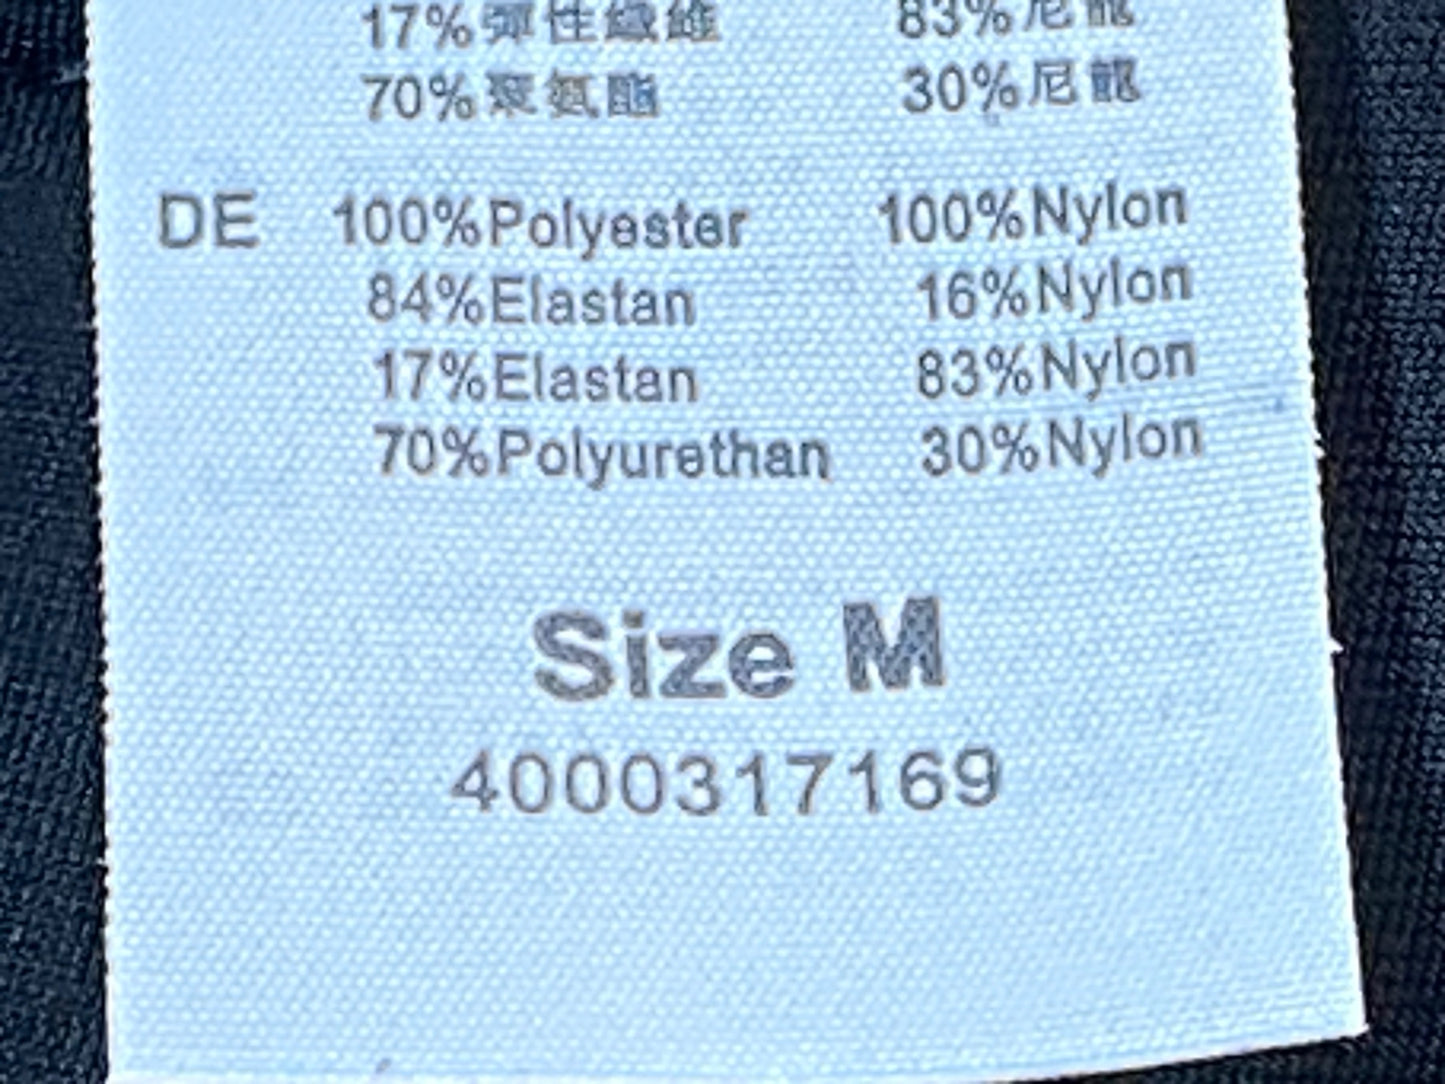 17%彈性纖維 83%尼龍
70%聚氨酯 30%尼龍
DE 100%Polyester 100%Nylon
84%Elastan 16%Nylon
17%Elastan 83%Nylon
70%Polyurethan 30%Nylon
Size M
4000317169